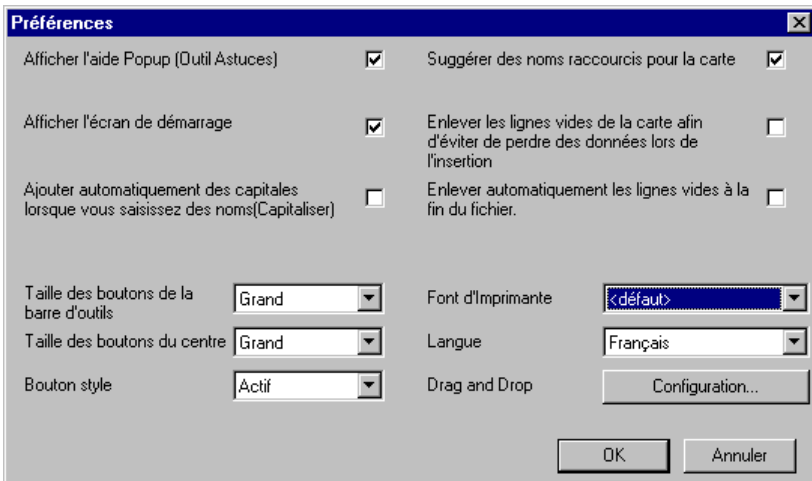 Préférences
Afficher l'aide Popup (Outil Astuces)
Suggérer des noms raccourcis pour la carte
Afficher l'écran de démarrage
Enlever les lignes vides de la carte afin
d'éviter de perdre des données lors de
l'insertion
Ajouter automatiquement des capitales
lorsque vous saisissez des noms(Capitaliser)
Enlever automatiquement les lignes vides à la
fin du fichier.
Taille des boutons de la
barre d'outils
Grand
Font d'Imprimante
<défaut>
Taille des boutons du centre
Grand
Langue
Français
Bouton style
Actif
Drag and Drop
Configuration...
OK
Annuler